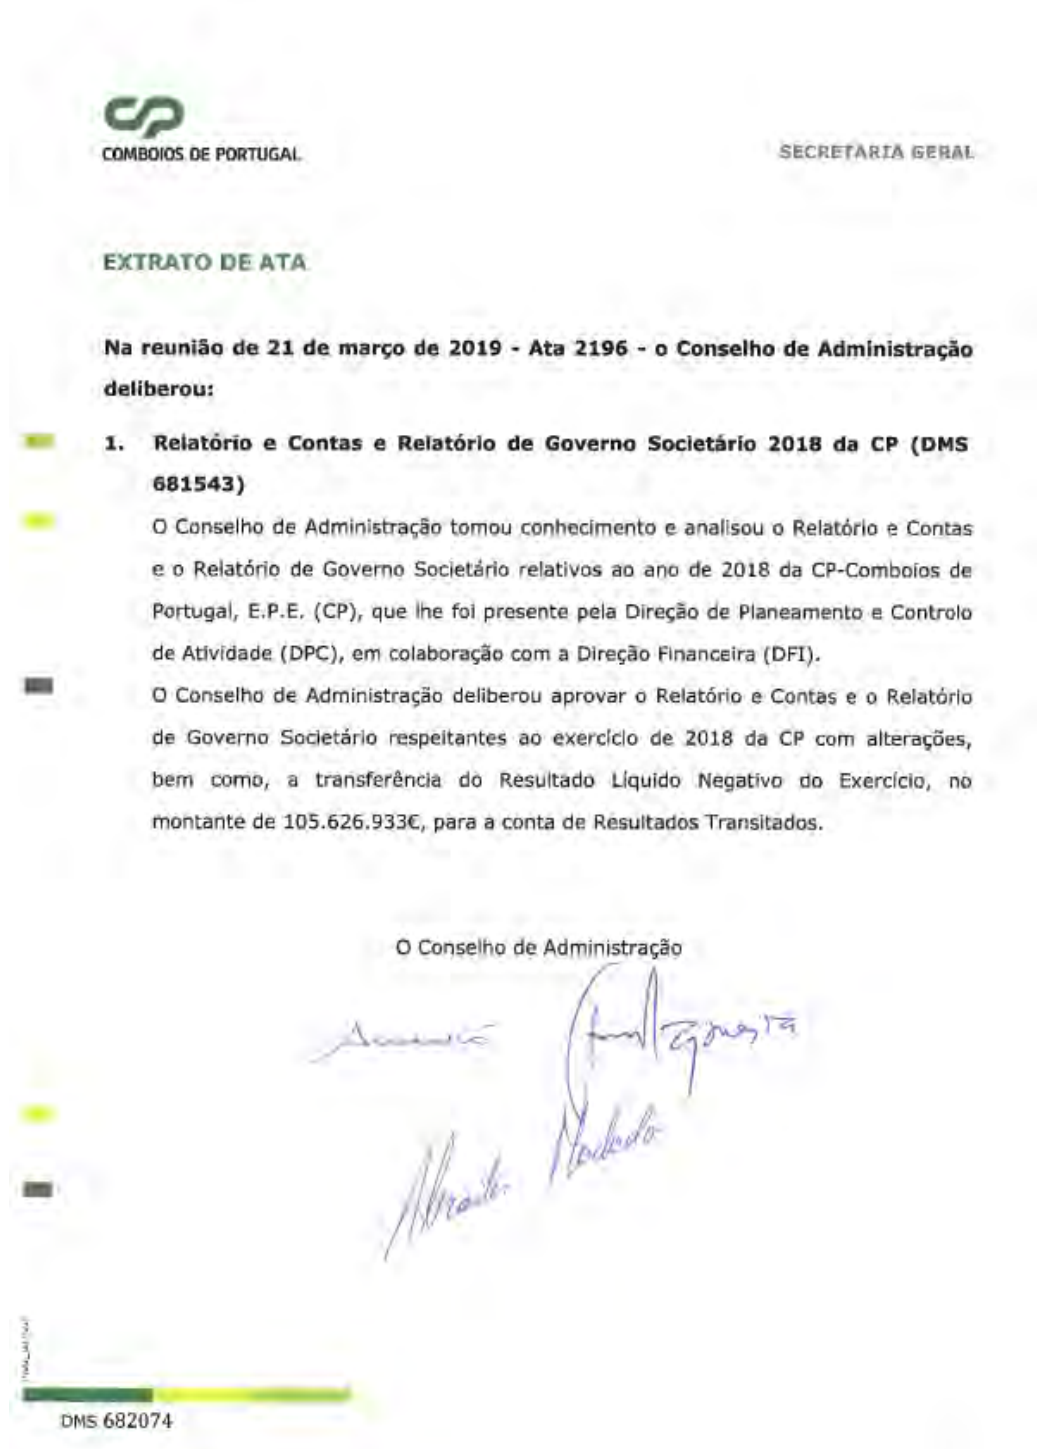 CP
COMBOIOS DE PORTUGAL
SECRETARIA GERAL
EXTRATO DE ATA
Na reunião de 21 de março de 2019 - Ata 2196 - o Conselho de Administração
deliberou:
1. Relatório e Contas e Relatório de Governo Societário 2018 da CP (DMS
681543)
O Conselho de Administração tomou conhecimento e analisou o Relatório e Contas
e o Relatório de Governo Societário relativos ao ano de 2018 da CP-Comboios de
Portugal, E.P.E. (CP), que lhe foi presente pela Direção de Planeamento e Controlo
de Atividade (DPC), em colaboração com a Direção Financeira (DFI).
O Conselho de Administração deliberou aprovar o Relatório e Contas e o Relatório
de Governo Societário respeitantes ao exercício de 2018 da CP com alterações,
bem como, a transferência do Resultado Líquido Negativo do Exercício, no
montante de 105.626.933€, para a conta de Resultados Transitados.
O Conselho de Administração
DMS 682074